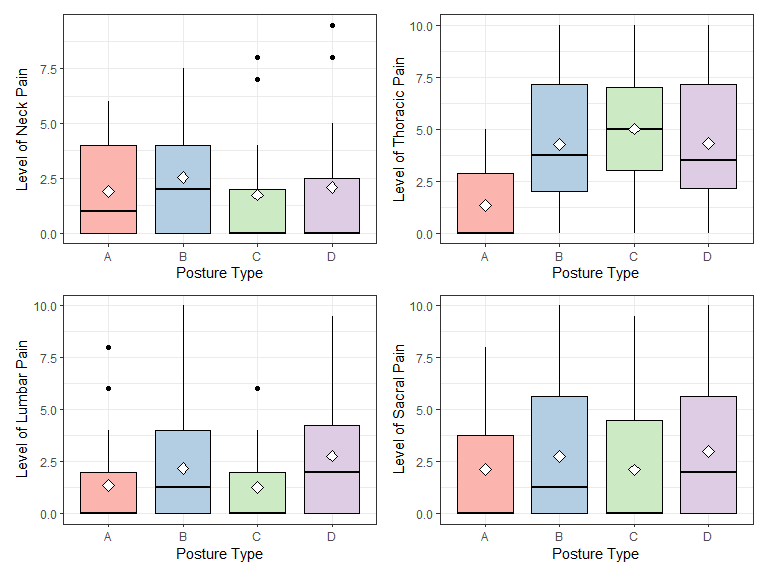 Level of Neck Pain
7.5
5.0
2.5
0.0
A B C D
Posture Type
Level of Thoracic Pain
10.0
7.5
5.0
2.5
0.0
A B C D
Posture Type
Level of Lumbar Pain
10.0
7.5
5.0
2.5
0.0
A B C D
Posture Type
Level of Sacral Pain
10.0
7.5
5.0
2.5
0.0
A B C D
Posture Type